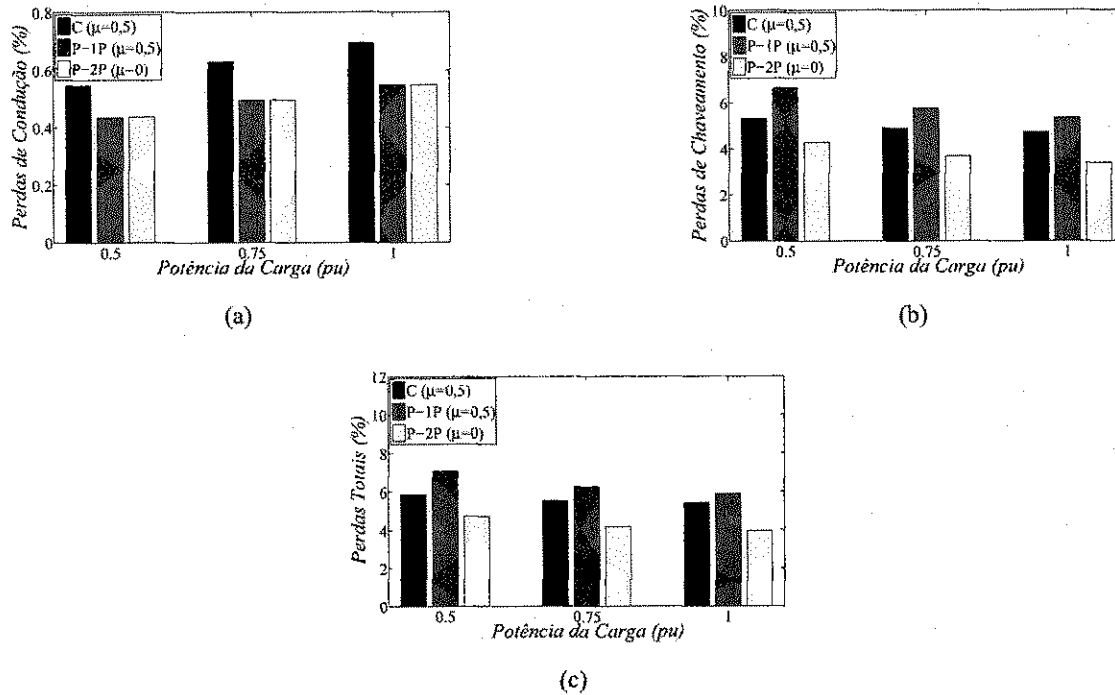 0.8
C (μ=0,5)
P-1P (μ=0,5)
P-2P (μ=0)
0.6
0.4
0.2
0
Perdas de Condução (%)
0.5
0.75
1
Potência da Carga (pu)
(a)
10
C (μ=0,5)
P-1P (μ=0,5)
P-2P (μ=0)
8
6
4
2
0
Perdas de Chaveamento (%)
0.5
0.75
1
Potência da Carga (pu)
(b)
12
C (μ=0,5)
P-1P (μ=0,5)
P-2P (μ=0)
10
8
6
4
2
0
Perdas Totais (%)
0.5
0.75
1
Potência da Carga (pu)
(c)